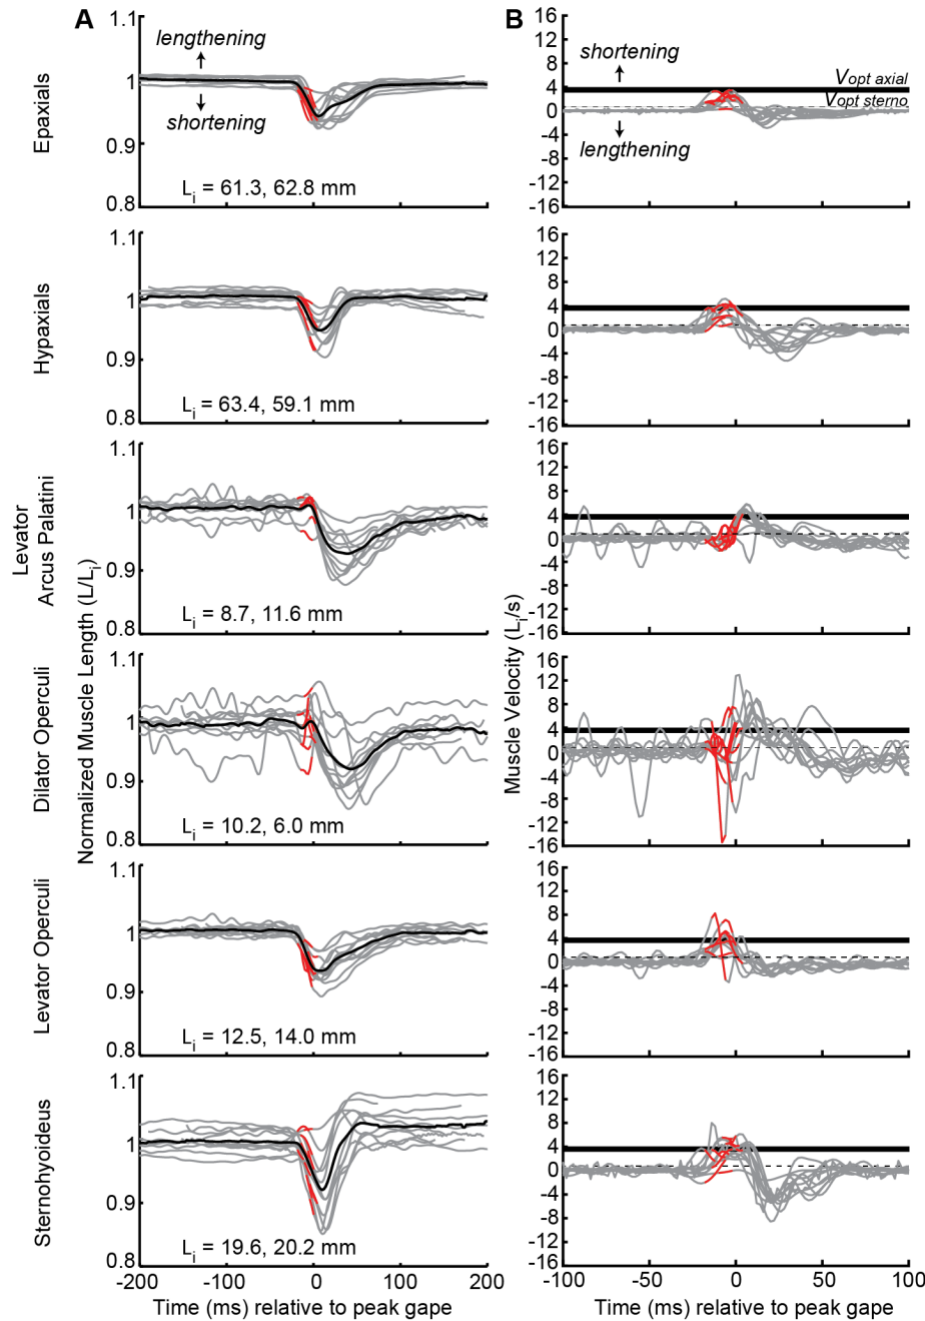 A
B
Epaxials
1.1
1
0.9
0.8
lengthening
shortening
Li = 61.3, 62.8 mm
16
12
8
4
0
-4
-8
-12
-16
shortening
Vopt axial
Vopt sterno
lengthening
Hypaxials
1.1
1
0.9
0.8
Li = 63.4, 59.1 mm
16
12
8
4
0
-4
-8
-12
-16
Levator
Arcus Palatini
1.1
1
0.9
0.8
Li = 8.7, 11.6 mm
16
12
8
4
0
-4
-8
-12
-16
Normalized Muscle Length (L/Li)
Muscle Velocity (Li/s)
Dilator Operculi
1.1
1
0.9
0.8
Li = 10.2, 6.0 mm
16
12
8
4
0
-4
-8
-12
-16
Levator Operculi
1.1
1
0.9
0.8
Li = 12.5, 14.0 mm
16
12
8
4
0
-4
-8
-12
-16
Sternohyoideus
1.1
1
0.9
0.8
Li = 19.6, 20.2 mm
16
12
8
4
0
-4
-8
-12
-16
-200 -100 0 100 200
-100 -50 0 50 100
Time (ms) relative to peak gape
Time (ms) relative to peak gape